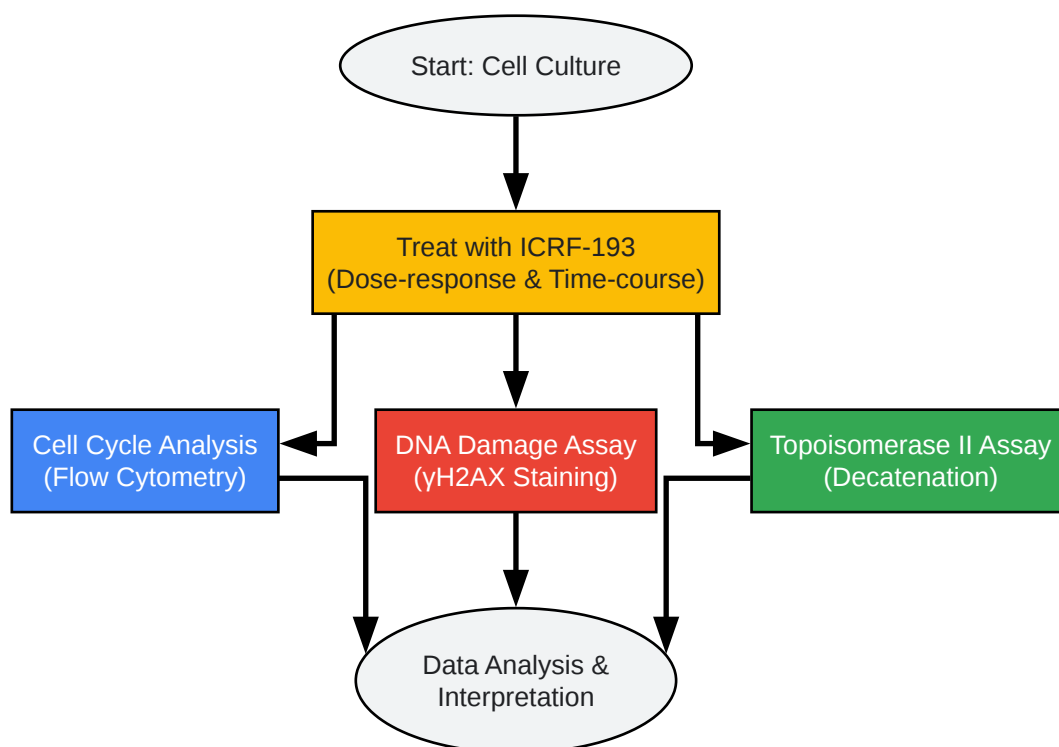 Start: Cell Culture
Treat with ICRF-193
(Dose-response & Time-course)
Cell Cycle Analysis
(Flow Cytometry)
DNA Damage Assay
(γH2AX Staining)
Topoisomerase II Assay
(Decatenation)
Data Analysis &
Interpretation